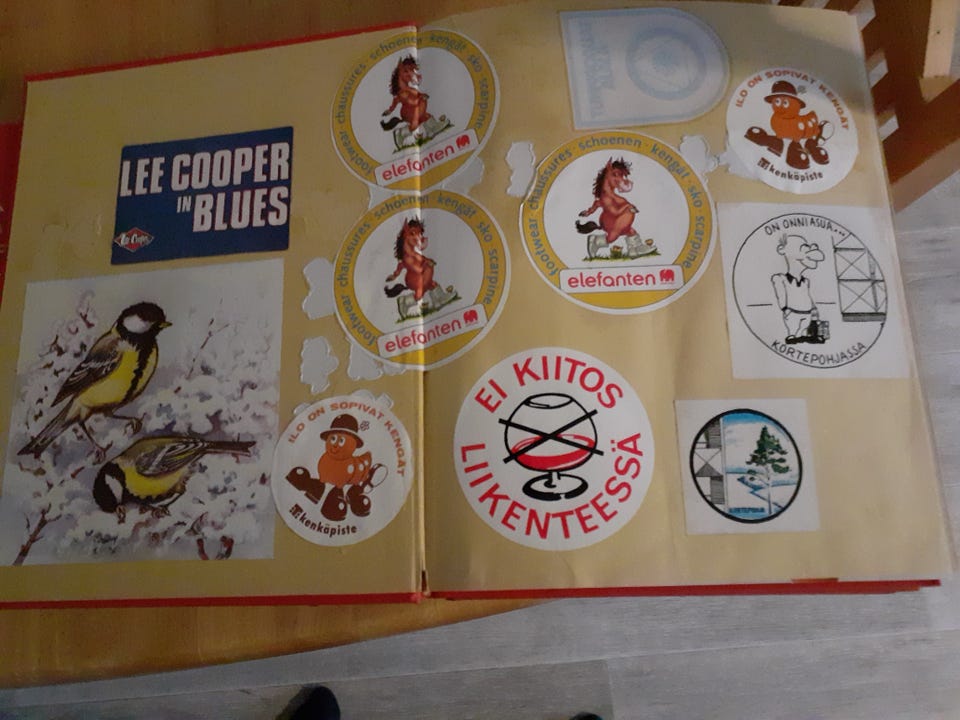 LEE COOPER
IN BLUES
Lee Cooper
footwear chaussures · schoenen · kengät sko scarpine
elefanten
footwear chaussures · schoenen · kengät sko scarpine
elefanten
ILO ON SOPIVAT KENGÄT
kenkäpiste
footwear chaussures · schoenen · kengät sko scarpine
elefanten
ILO ON SOPIVAT KENGÄT
kenkäpiste
ON ONNI ASUA...
KORTEPOHJASSA
EI KIITOS
LIIKENTEESSÄ
KORTEPOHJA